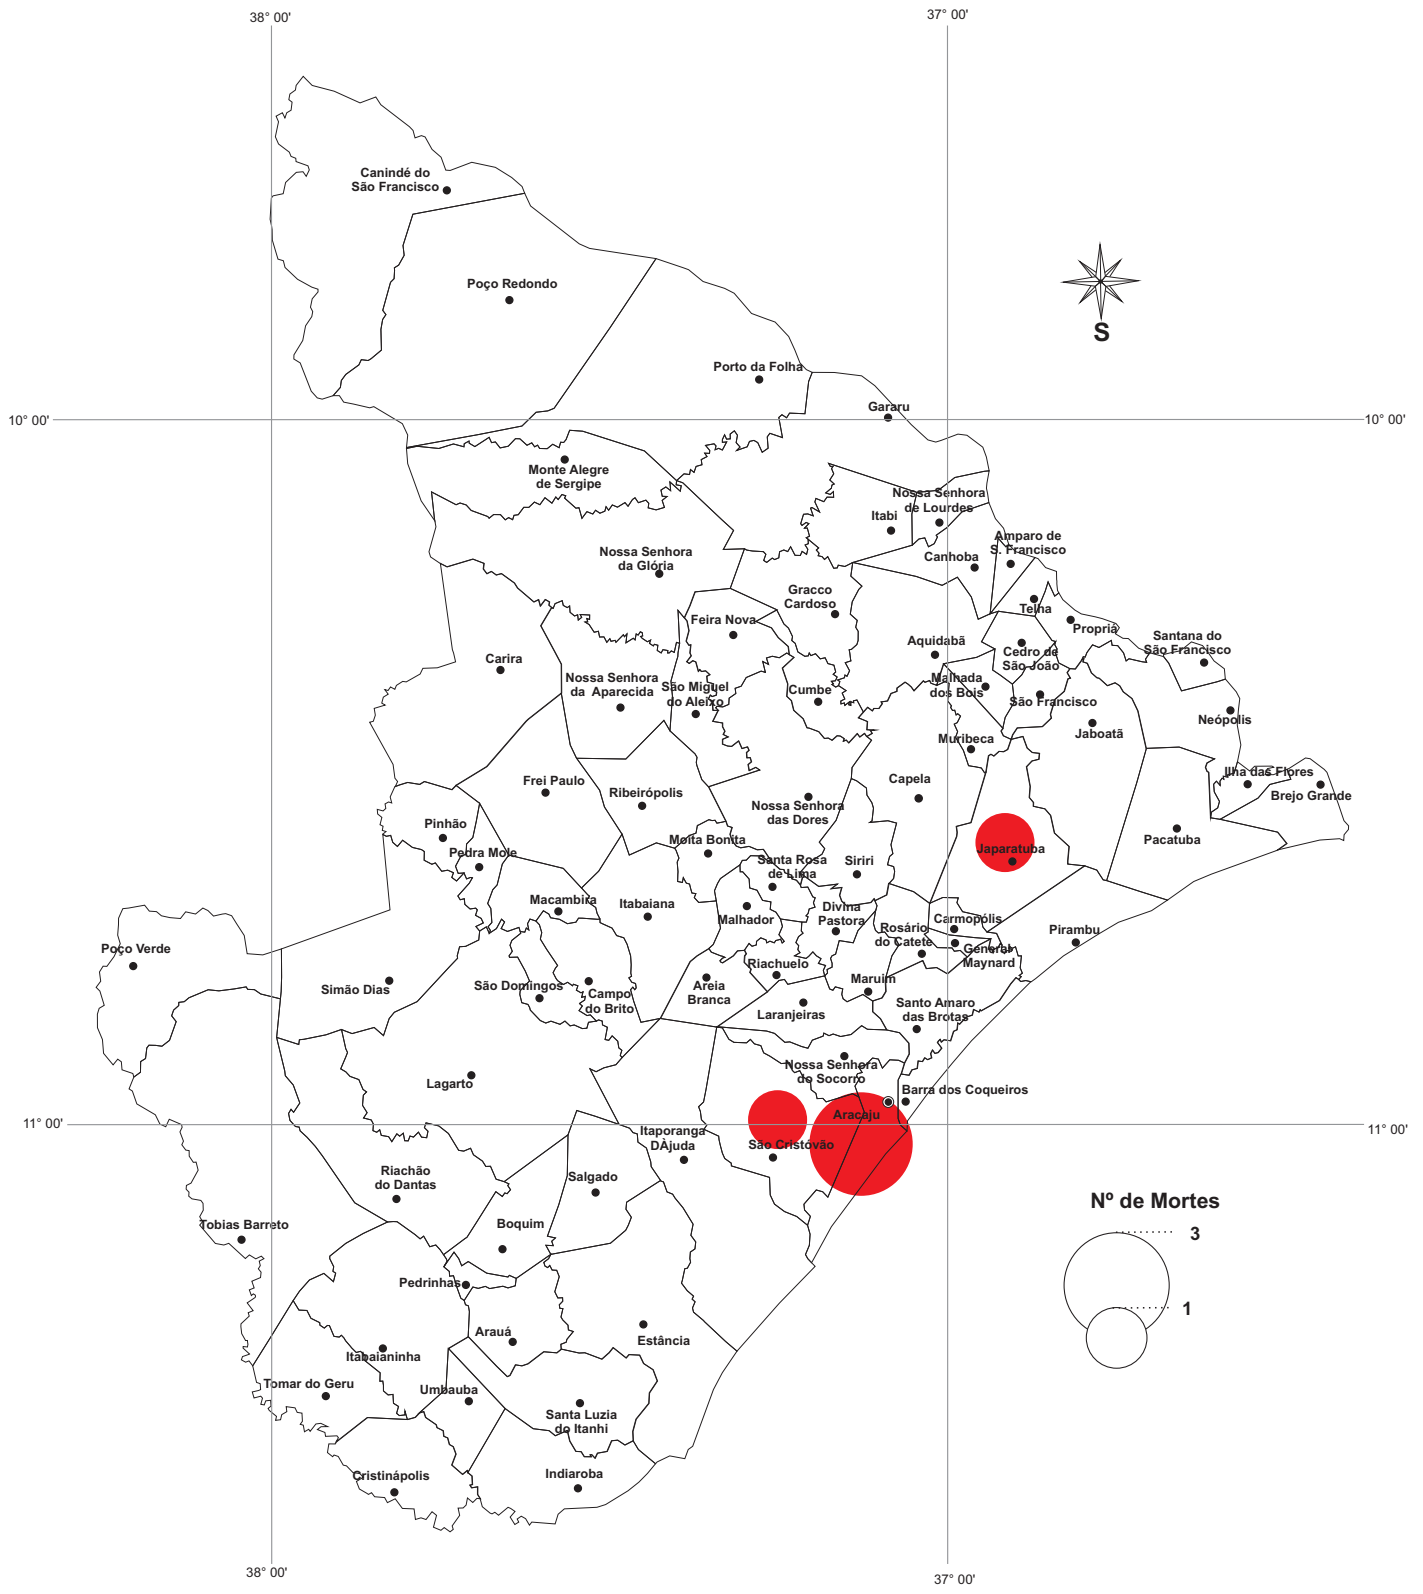 38° 00'
37° 00'
Canindé do
São Francisco
Poço Redondo
S
Porto da Folha
Gararu
10° 00'
10° 00'
Monte Alegre
de Sergipe
Nossa Senhora
de Lourdes
Itabi
Amparo de
S. Francisco
Canhoba
Nossa Senhora
da Glória
Gracco
Cardoso
Telha
Feira Nova
Propriá
Santana do
São Francisco
Aquidabã
Cedro de
São João
Carira
Nossa Senhora
da Aparecida
São Miguel
do Aleixo
Cumbe
Malhada
dos Bois
São Francisco
Neópolis
Jaboatã
Muribeca
Frei Paulo
Ribeirópolis
Capela
Ilha das Flores
Brejo Grande
Nossa Senhora
das Dores
Pinhão
Moita Bonita
Pacatuba
Pedra Mole
Santa Rosa
de Lima
Siriri
Japaratuba
Macambira
Itabaiana
Malhador
Divina
Pastora
Carmopólis
Rosário
do Catete
Pirambu
Poço Verde
General
Maynard
Riachuelo
Simão Dias
São Domingos
Campo
do Brito
Areia
Branca
Maruim
Laranjeiras
Santo Amaro
das Brotas
Nossa Senhora
do Socorro
Lagarto
Barra dos Coqueiros
Aracaju
11° 00'
11° 00'
Itaporanga
DÀjuda
São Cristóvão
Riachão
do Dantas
Salgado
Nº de Mortes
Tobias Barreto
Boquim
3
Pedrinhas
1
Arauá
Estância
Itabaianinha
Tomar do Geru
Umbauba
Santa Luzia
do Itanhi
Cristinápolis
Indiaroba
38° 00'
37° 00'